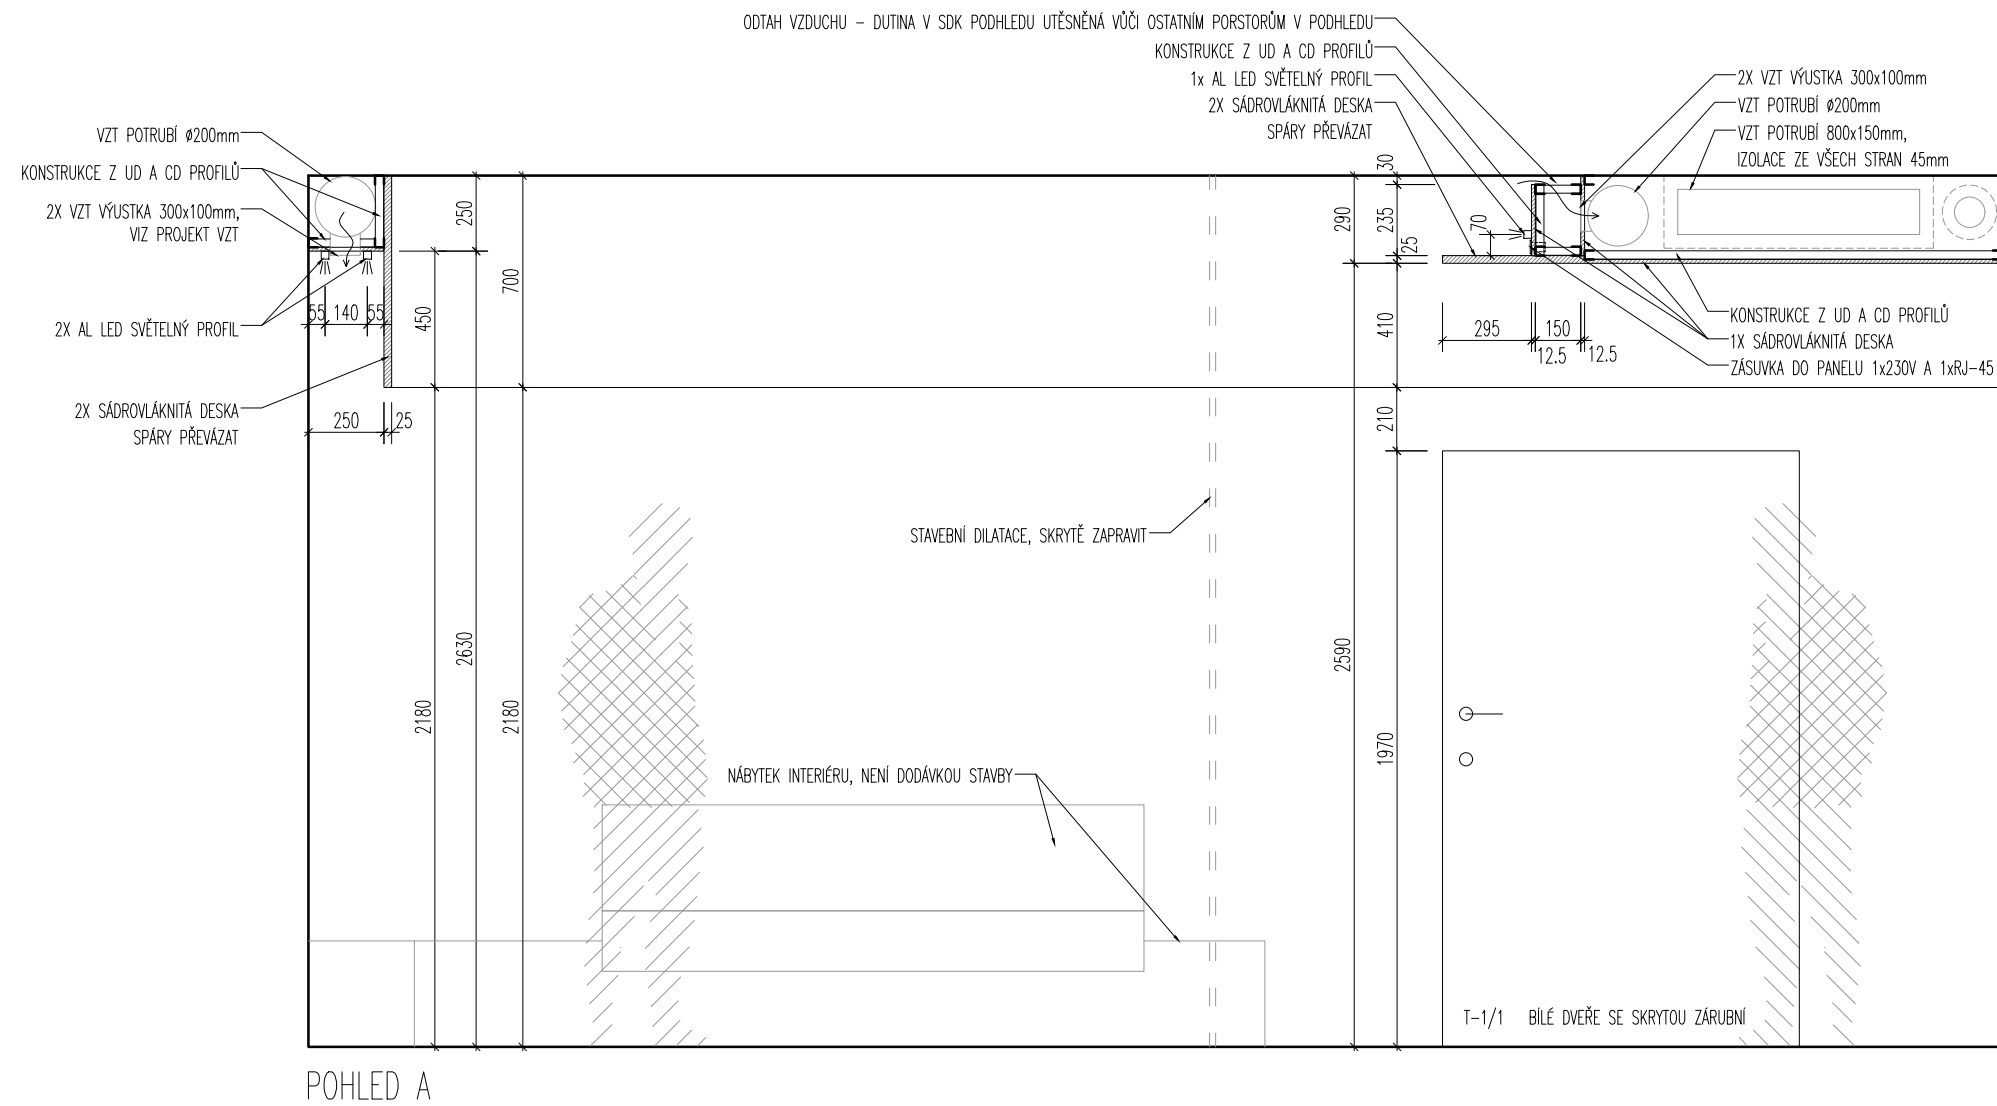 ODTAH VZDUCHU – DUTINA V SDK PODHLEDU UTĚSNĚNÁ VŮČI OSTATNÍM PORSTORŮM V PODHLEDU
KONSTRUKCE Z UD A CD PROFILŮ
1x AL LED SVĚTELNÝ PROFIL
2X SÁDROVLÁKNITÁ DESKA
SPÁRY PŘEVÁZAT
2X VZT VÝUSTKA 300x100mm
VZT POTRUBÍ ø200mm
VZT POTRUBÍ 800x150mm,
IZOLACE ZE VŠECH STRAN 45mm
VZT POTRUBÍ ø200mm
KONSTRUKCE Z UD A CD PROFILŮ
2X VZT VÝUSTKA 300x100mm,
VIZ PROJEKT VZT
2X AL LED SVĚTELNÝ PROFIL
2X SÁDROVLÁKNITÁ DESKA
SPÁRY PŘEVÁZAT
55
140
55
250
25
250
450
700
2180
2630
2180
30
290
235
70
25
410
210
2590
1970
295
150
12.5
12.5
KONSTRUKCE Z UD A CD PROFILŮ
1X SÁDROVLÁKNITÁ DESKA
ZÁSUVKA DO PANELU 1x230V A 1xRJ-45
STAVEBNÍ DILATACE, SKRYTĚ ZAPRAVIT
NÁBYTEK INTERIÉRU, NENÍ DODÁVKOU STAVBY
T-1/1 BÍLÉ DVEŘE SE SKRYTOU ZÁRUBNÍ
POHLED A